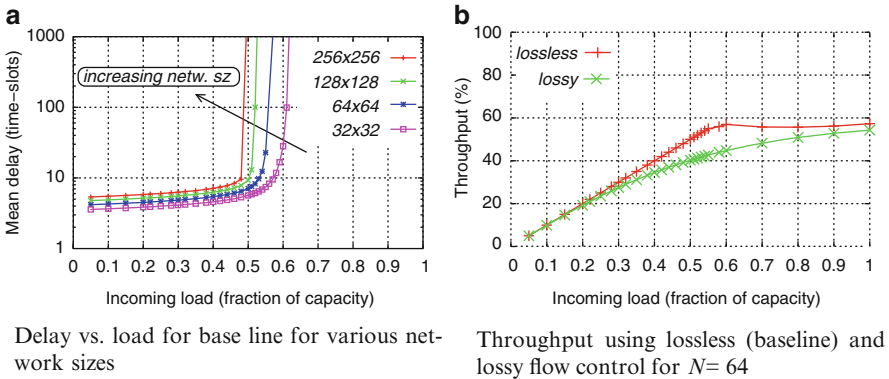 a
1000
100
10
1
Mean delay (time−slots)
increasing netw. sz
256x256
128x128
64x64
32x32
0 0.1 0.2 0.3 0.4 0.5 0.6 0.7 0.8 0.9 1
Incoming load (fraction of capacity)
Delay vs. load for base line for various net-
work sizes
b
100
80
60
40
20
0
Throughput (%)
lossless
lossy
0 0.1 0.2 0.3 0.4 0.5 0.6 0.7 0.8 0.9 1
Incoming load (fraction of capacity)
Throughput using lossless (baseline) and
lossy flow control for N= 64